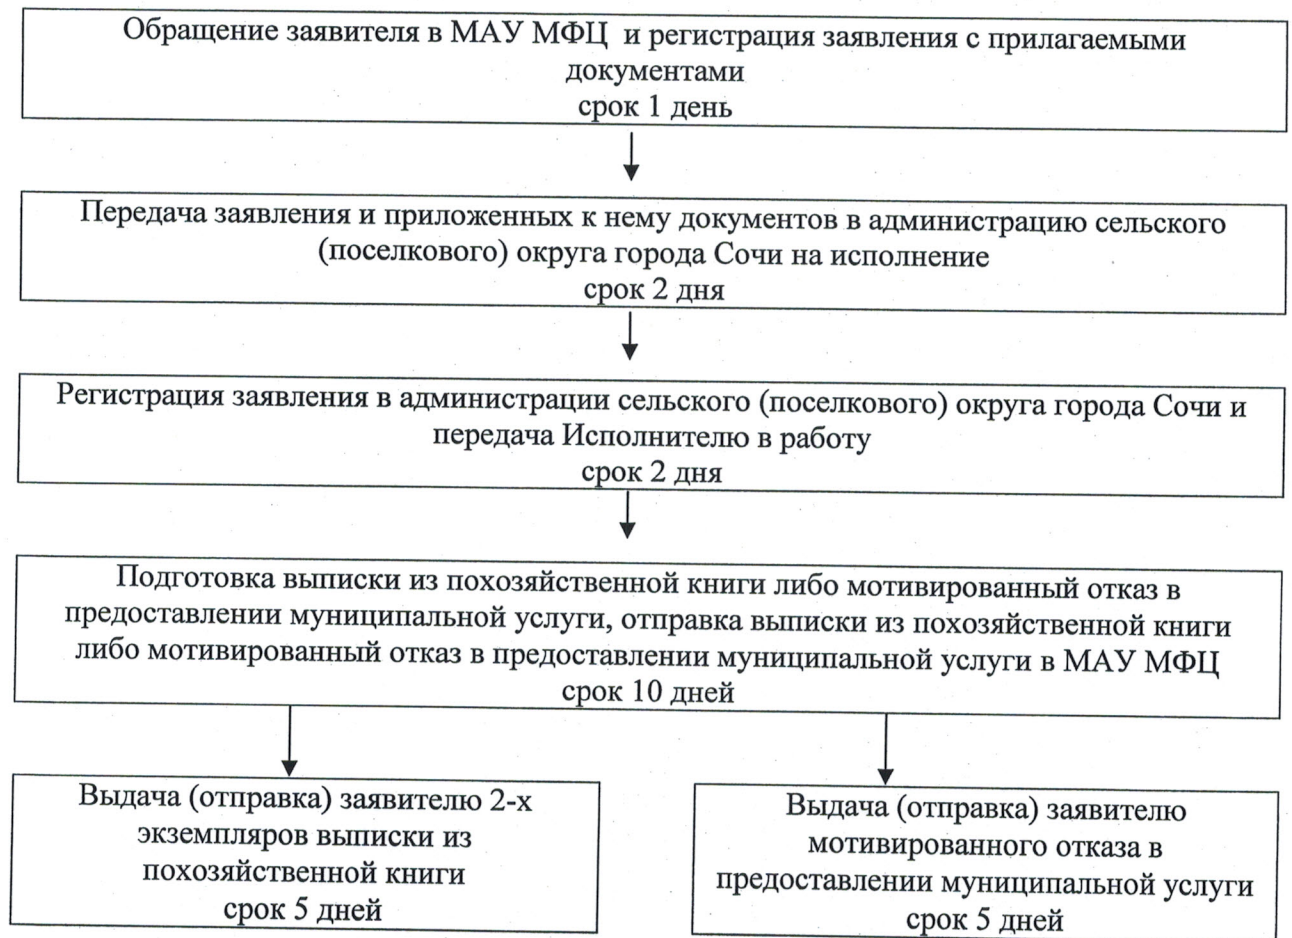 Обращение заявителя в МАУ МФЦ и регистрация заявления с прилагаемыми
документами
срок 1 день
Передача заявления и приложенных к нему документов в администрацию сельского
(поселкового) округа города Сочи на исполнение
срок 2 дня
Регистрация заявления в администрации сельского (поселкового) округа города Сочи и
передача Исполнителю в работу
срок 2 дня
Подготовка выписки из похозяйственной книги либо мотивированный отказ в
предоставлении муниципальной услуги, отправка выписки из похозяйственной книги
либо мотивированный отказ в предоставлении муниципальной услуги в МАУ МФЦ
срок 10 дней
Выдача (отправка) заявителю 2-х
экземпляров выписки из
похозяйственной книги
срок 5 дней
Выдача (отправка) заявителю
мотивированного отказа в
предоставлении муниципальной услуги
срок 5 дней